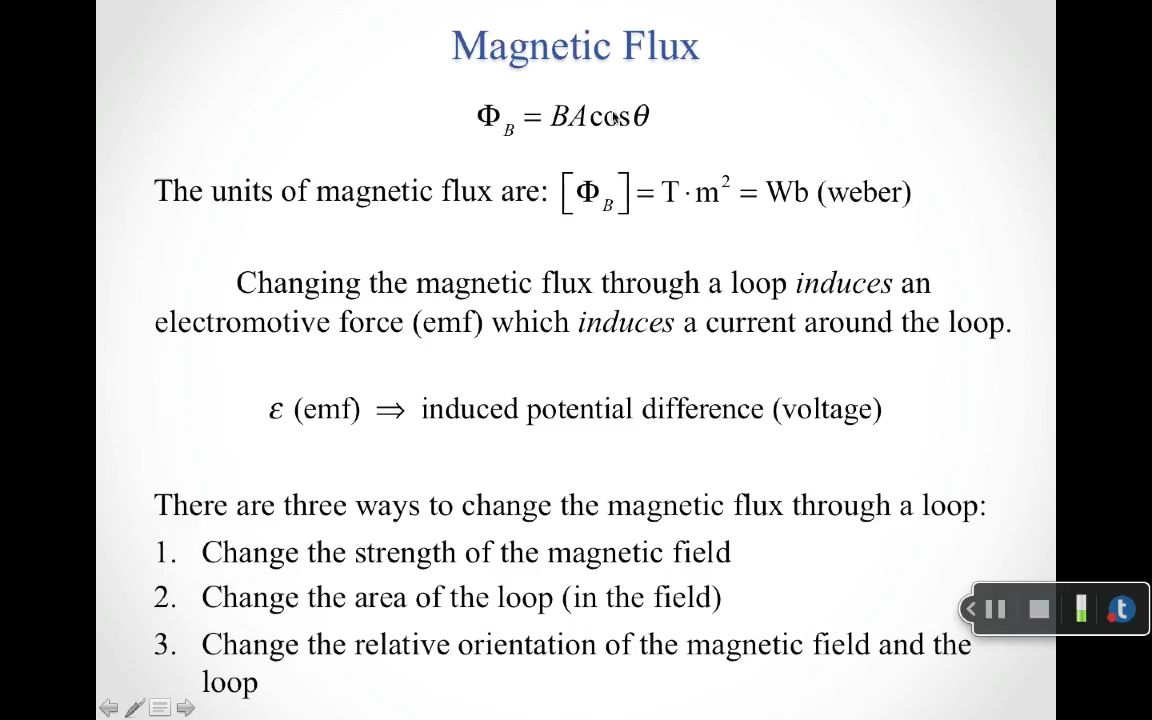 Magnetic Flux
Φ_B = BA cos θ
The units of magnetic flux are: [Φ_B] = T · m² = Wb (weber)
Changing the magnetic flux through a loop induces an
electromotive force (emf) which induces a current around the loop.
ε (emf) ⇒ induced potential difference (voltage)
There are three ways to change the magnetic flux through a loop:
1. Change the strength of the magnetic field
2. Change the area of the loop (in the field)
3. Change the relative orientation of the magnetic field and the
loop
t